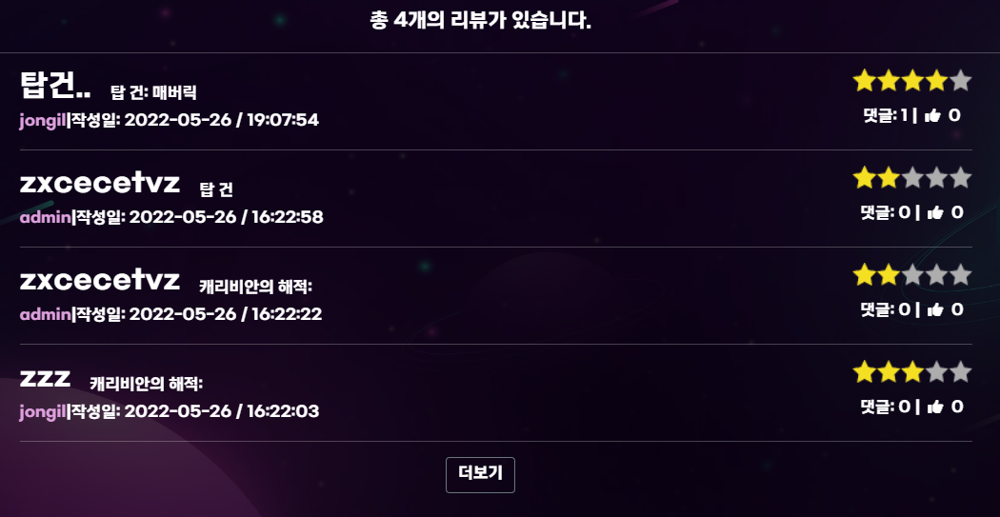 총 4개의 리뷰가 있습니다.
탑건.. 탑 건: 매버릭
jongil|작성일: 2022-05-26 / 19:07:54
댓글: 1 | 0
zxcecetvz 탑 건
admin|작성일: 2022-05-26 / 16:22:58
댓글: 0 | 0
zxcecetvz 캐리비안의 해적:
admin|작성일: 2022-05-26 / 16:22:22
댓글: 0 | 0
zzz 캐리비안의 해적:
jongil|작성일: 2022-05-26 / 16:22:03
댓글: 0 | 0
더보기